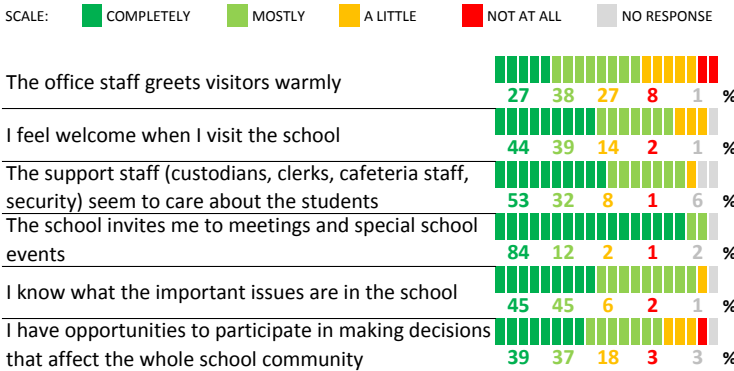 SCALE: COMPLETELY MOSTLY A LITTLE NOT AT ALL NO RESPONSE
The office staff greets visitors warmly
27 38 27 8 1 %
I feel welcome when I visit the school
44 39 14 2 1 %
The support staff (custodians, clerks, cafeteria staff,
security) seem to care about the students
53 32 8 1 6 %
The school invites me to meetings and special school
events
84 12 2 1 2 %
I know what the important issues are in the school
45 45 6 2 1 %
I have opportunities to participate in making decisions
that affect the whole school community
39 37 18 3 3 %